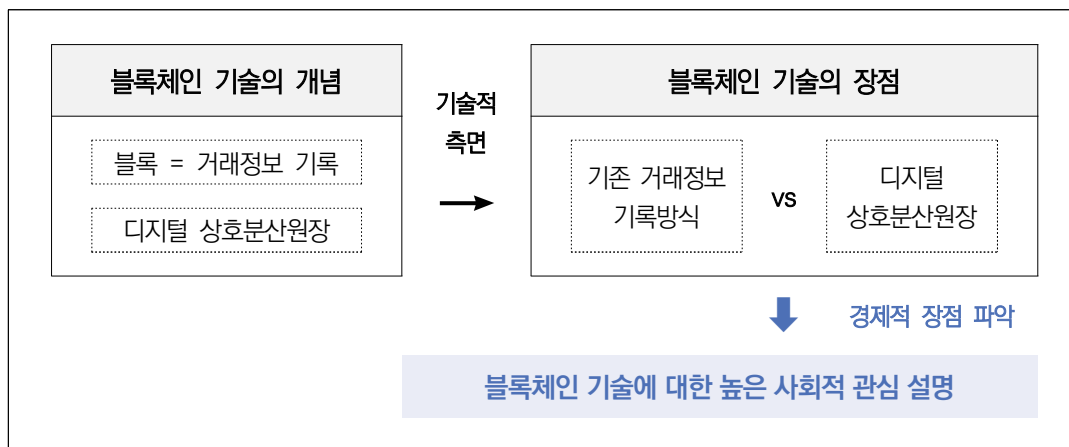 블록체인 기술의 개념
블록 = 거래정보 기록
디지털 상호분산원장
기술적
측면
블록체인 기술의 장점
기존 거래정보
기록방식
vs
디지털
상호분산원장
경제적 장점 파악
블록체인 기술에 대한 높은 사회적 관심 설명